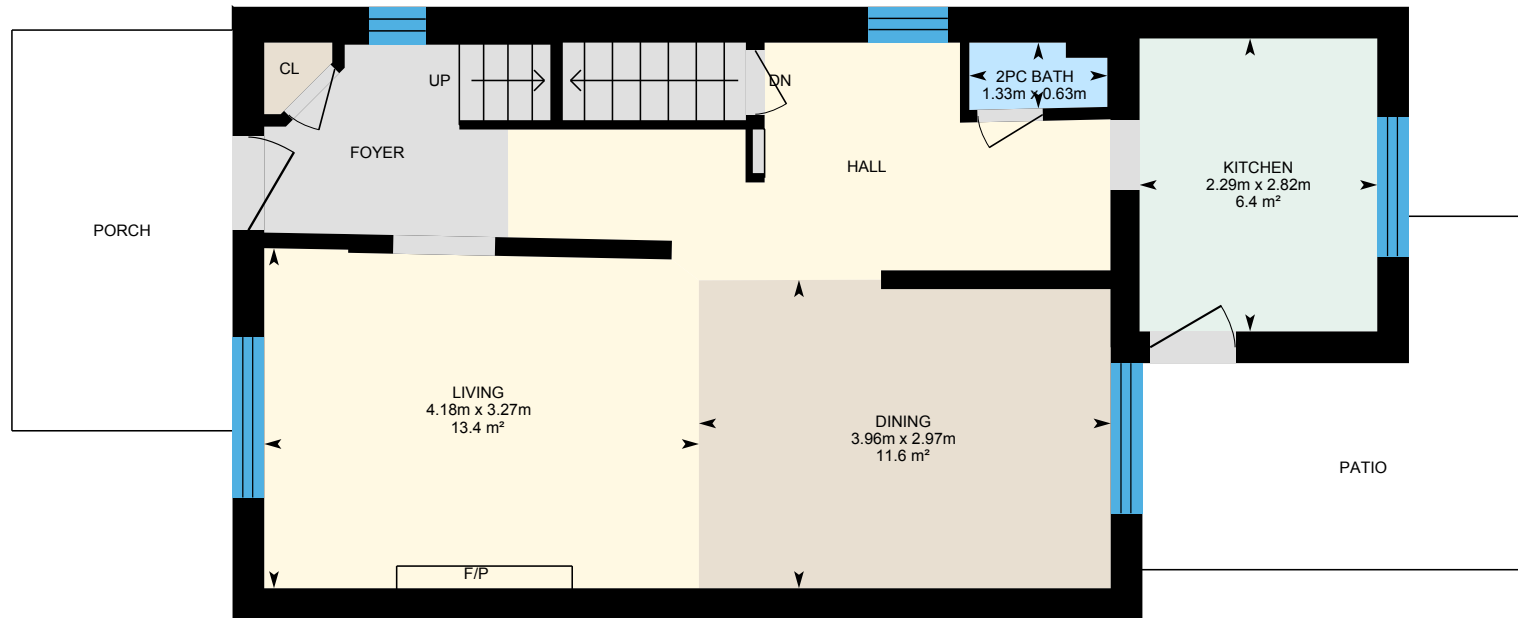 CL
UP
DN
2PC BATH
1.33m x 0.63m
FOYER
HALL
KITCHEN
2.29m x 2.82m
6.4 m²
PORCH
LIVING
4.18m x 3.27m
13.4 m²
DINING
3.96m x 2.97m
11.6 m²
PATIO
F/P